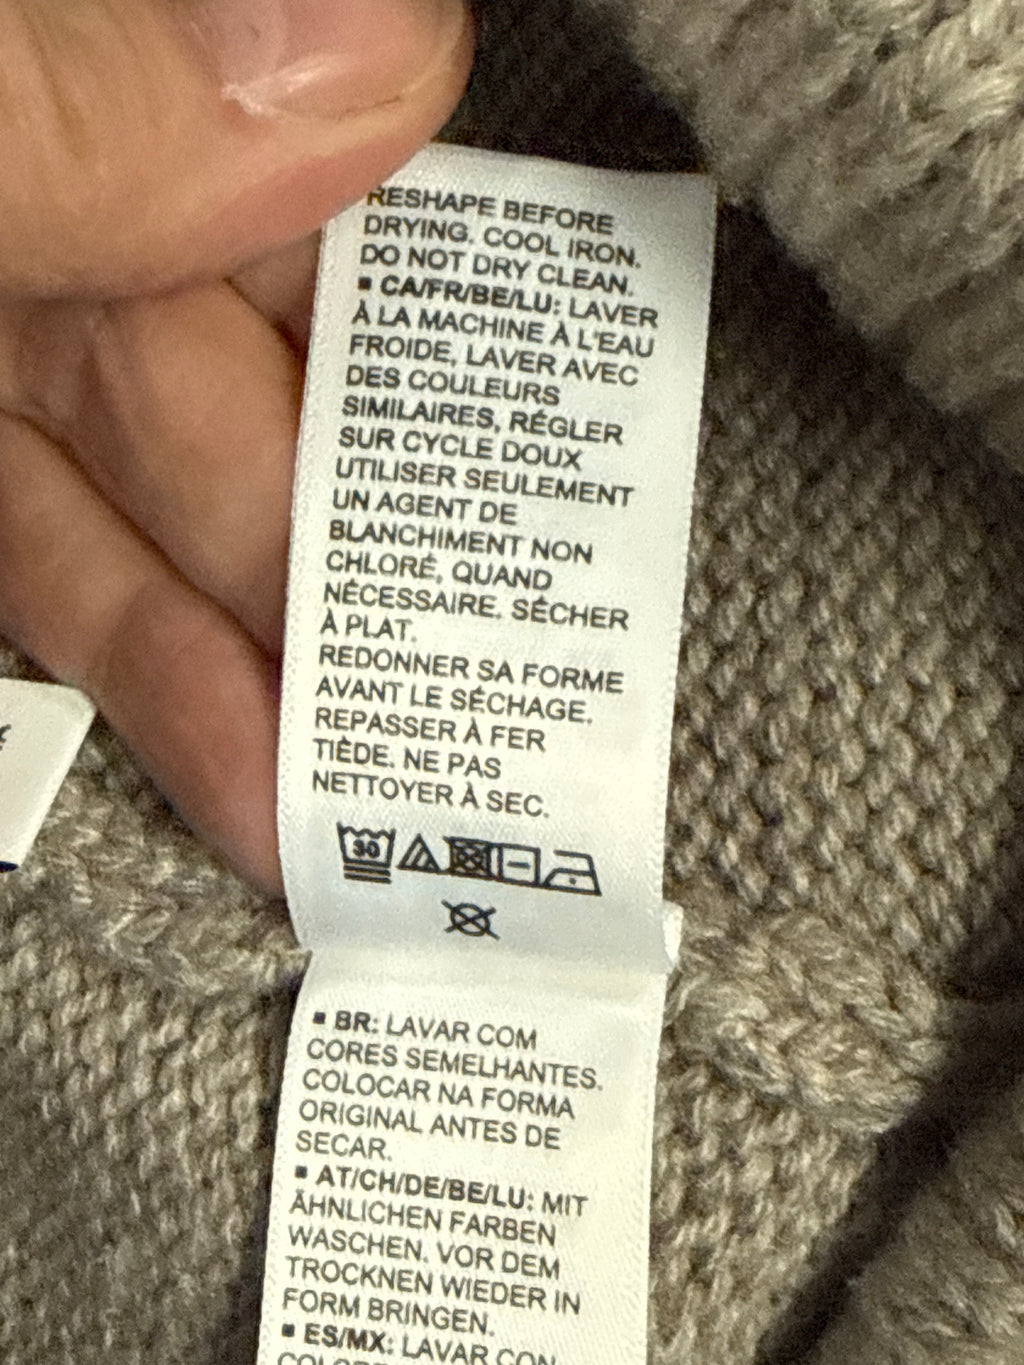 RESHAPE BEFORE
DRYING. COOL IRON.
DO NOT DRY CLEAN.
▪ CA/FR/BE/LU: LAVER
À LA MACHINE À L'EAU
FROIDE, LAVER AVEC
DES COULEURS
SIMILAIRES, RÉGLER
SUR CYCLE DOUX
UTILISER SEULEMENT
UN AGENT DE
BLANCHIMENT NON
CHLORÉ, QUAND
NÉCESSAIRE. SÉCHER
À PLAT.
REDONNER SA FORME
AVANT LE SÉCHAGE.
REPASSER À FER
TIÈDE. NE PAS
NETTOYER À SEC.
30
▪ BR: LAVAR COM
CORES SEMELHANTES.
COLOCAR NA FORMA
ORIGINAL ANTES DE
SECAR.
▪ AT/CH/DE/BE/LU: MIT
ÄHNLICHEN FARBEN
WASCHEN. VOR DEM
TROCKNEN WIEDER IN
FORM BRINGEN.
▪ ES/MX: LAVAR CON